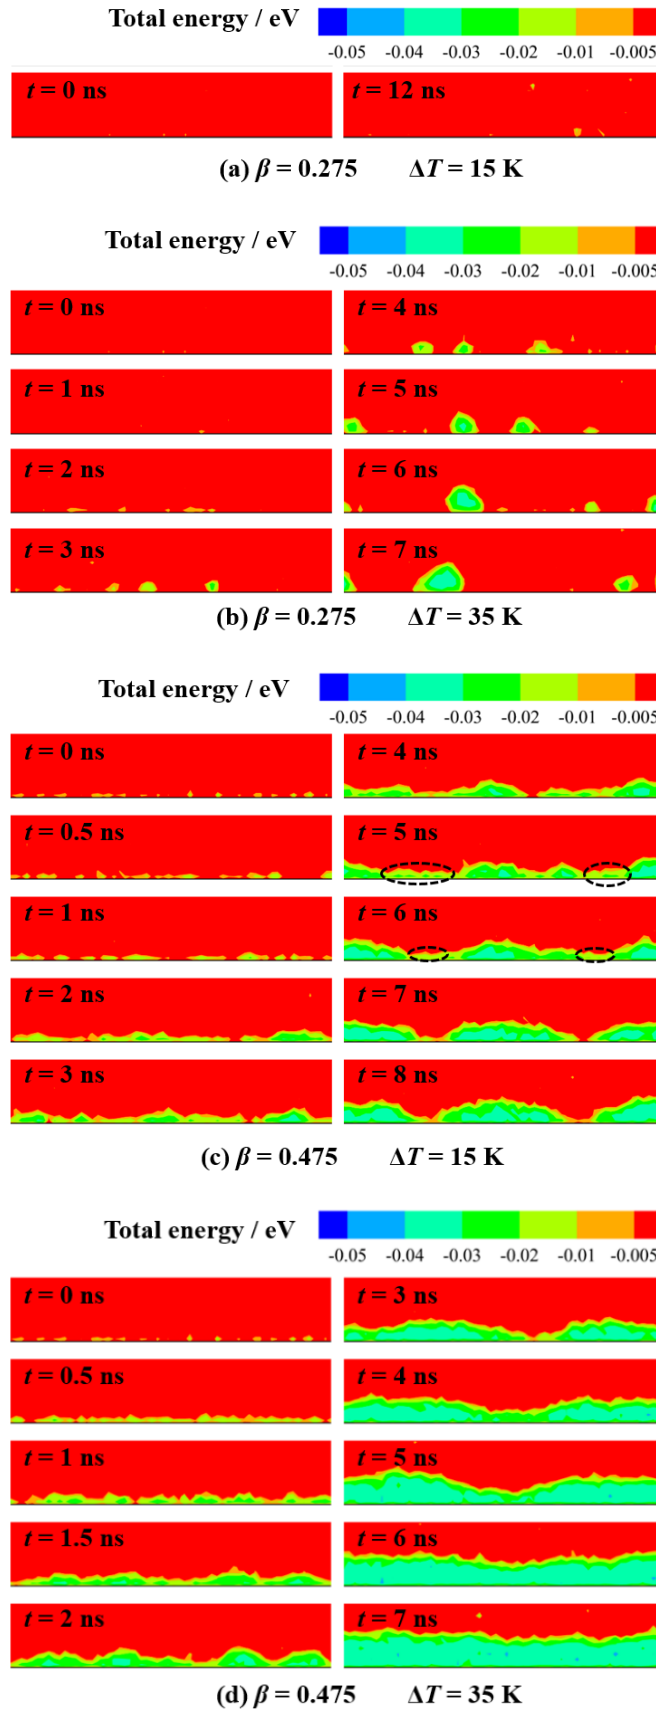 Total energy / eV
-0.05 -0.04 -0.03 -0.02 -0.01 -0.005
t = 0 ns t = 12 ns
(a) β = 0.275 ΔT = 15 K
Total energy / eV
-0.05 -0.04 -0.03 -0.02 -0.01 -0.005
t = 0 ns t = 4 ns
t = 1 ns t = 5 ns
t = 2 ns t = 6 ns
t = 3 ns t = 7 ns
(b) β = 0.275 ΔT = 35 K
Total energy / eV
-0.05 -0.04 -0.03 -0.02 -0.01 -0.005
t = 0 ns t = 4 ns
t = 0.5 ns t = 5 ns
t = 1 ns t = 6 ns
t = 2 ns t = 7 ns
t = 3 ns t = 8 ns
(c) β = 0.475 ΔT = 15 K
Total energy / eV
-0.05 -0.04 -0.03 -0.02 -0.01 -0.005
t = 0 ns t = 3 ns
t = 0.5 ns t = 4 ns
t = 1 ns t = 5 ns
t = 1.5 ns t = 6 ns
t = 2 ns t = 7 ns
(d) β = 0.475 ΔT = 35 K